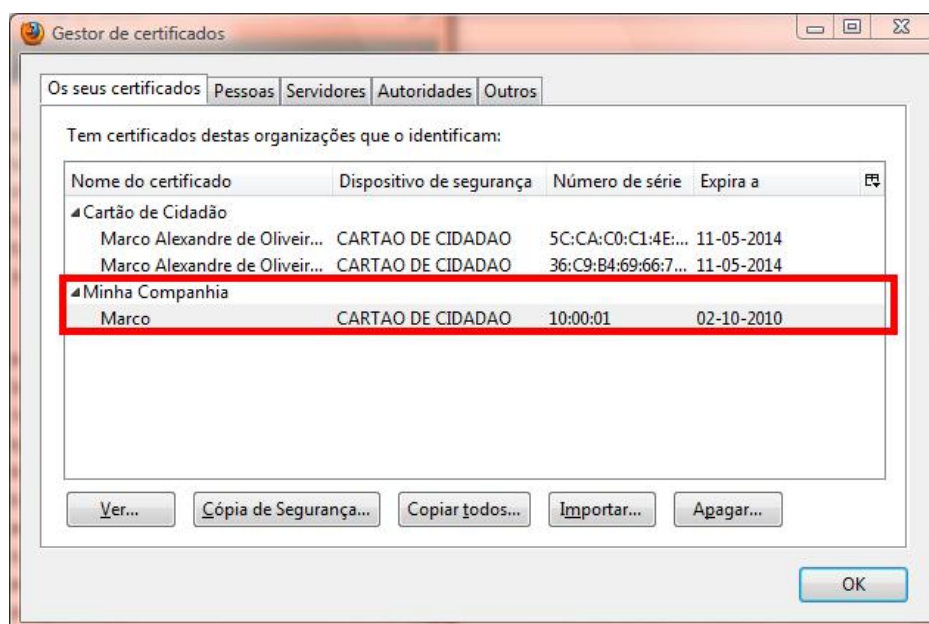 Gestor de certificados
Os seus certificados Pessoas Servidores Autoridades Outros
Tem certificados destas organizações que o identificam:
Nome do certificado Dispositivo de segurança Número de série Expira a
Cartão de Cidadão
Marco Alexandre de Oliveir... CARTAO DE CIDADAO 5C:CA:C0:C1:4E:... 11-05-2014
Marco Alexandre de Oliveir... CARTAO DE CIDADAO 36:C9:B4:69:66:7... 11-05-2014
Minha Companhia
Marco CARTAO DE CIDADAO 10:00:01 02-10-2010
Ver... Cópia de Segurança... Copiar todos... Importar... Apagar...
OK